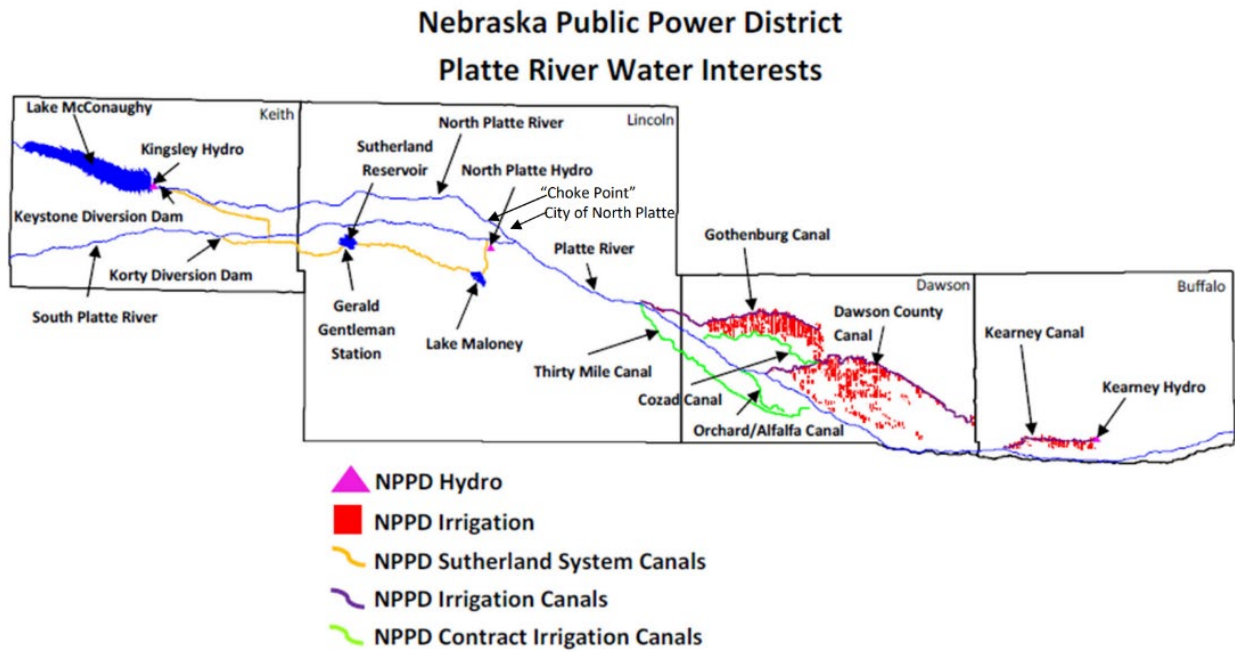 Nebraska Public Power District
Platte River Water Interests
Lake McConaughy
Keith
Kingsley Hydro
Keystone Diversion Dam
Korty Diversion Dam
South Platte River
Sutherland
Reservoir
North Platte River
Lincoln
North Platte Hydro
“Choke Point”
City of North Platte
Platte River
Gerald
Gentleman
Station
Lake Maloney
Gothenburg Canal
Dawson
Dawson County
Canal
Thirty Mile Canal
Cozad Canal
Orchard/Alfalfa Canal
Buffalo
Kearney Canal
Kearney Hydro
NPPD Hydro
NPPD Irrigation
NPPD Sutherland System Canals
NPPD Irrigation Canals
NPPD Contract Irrigation Canals